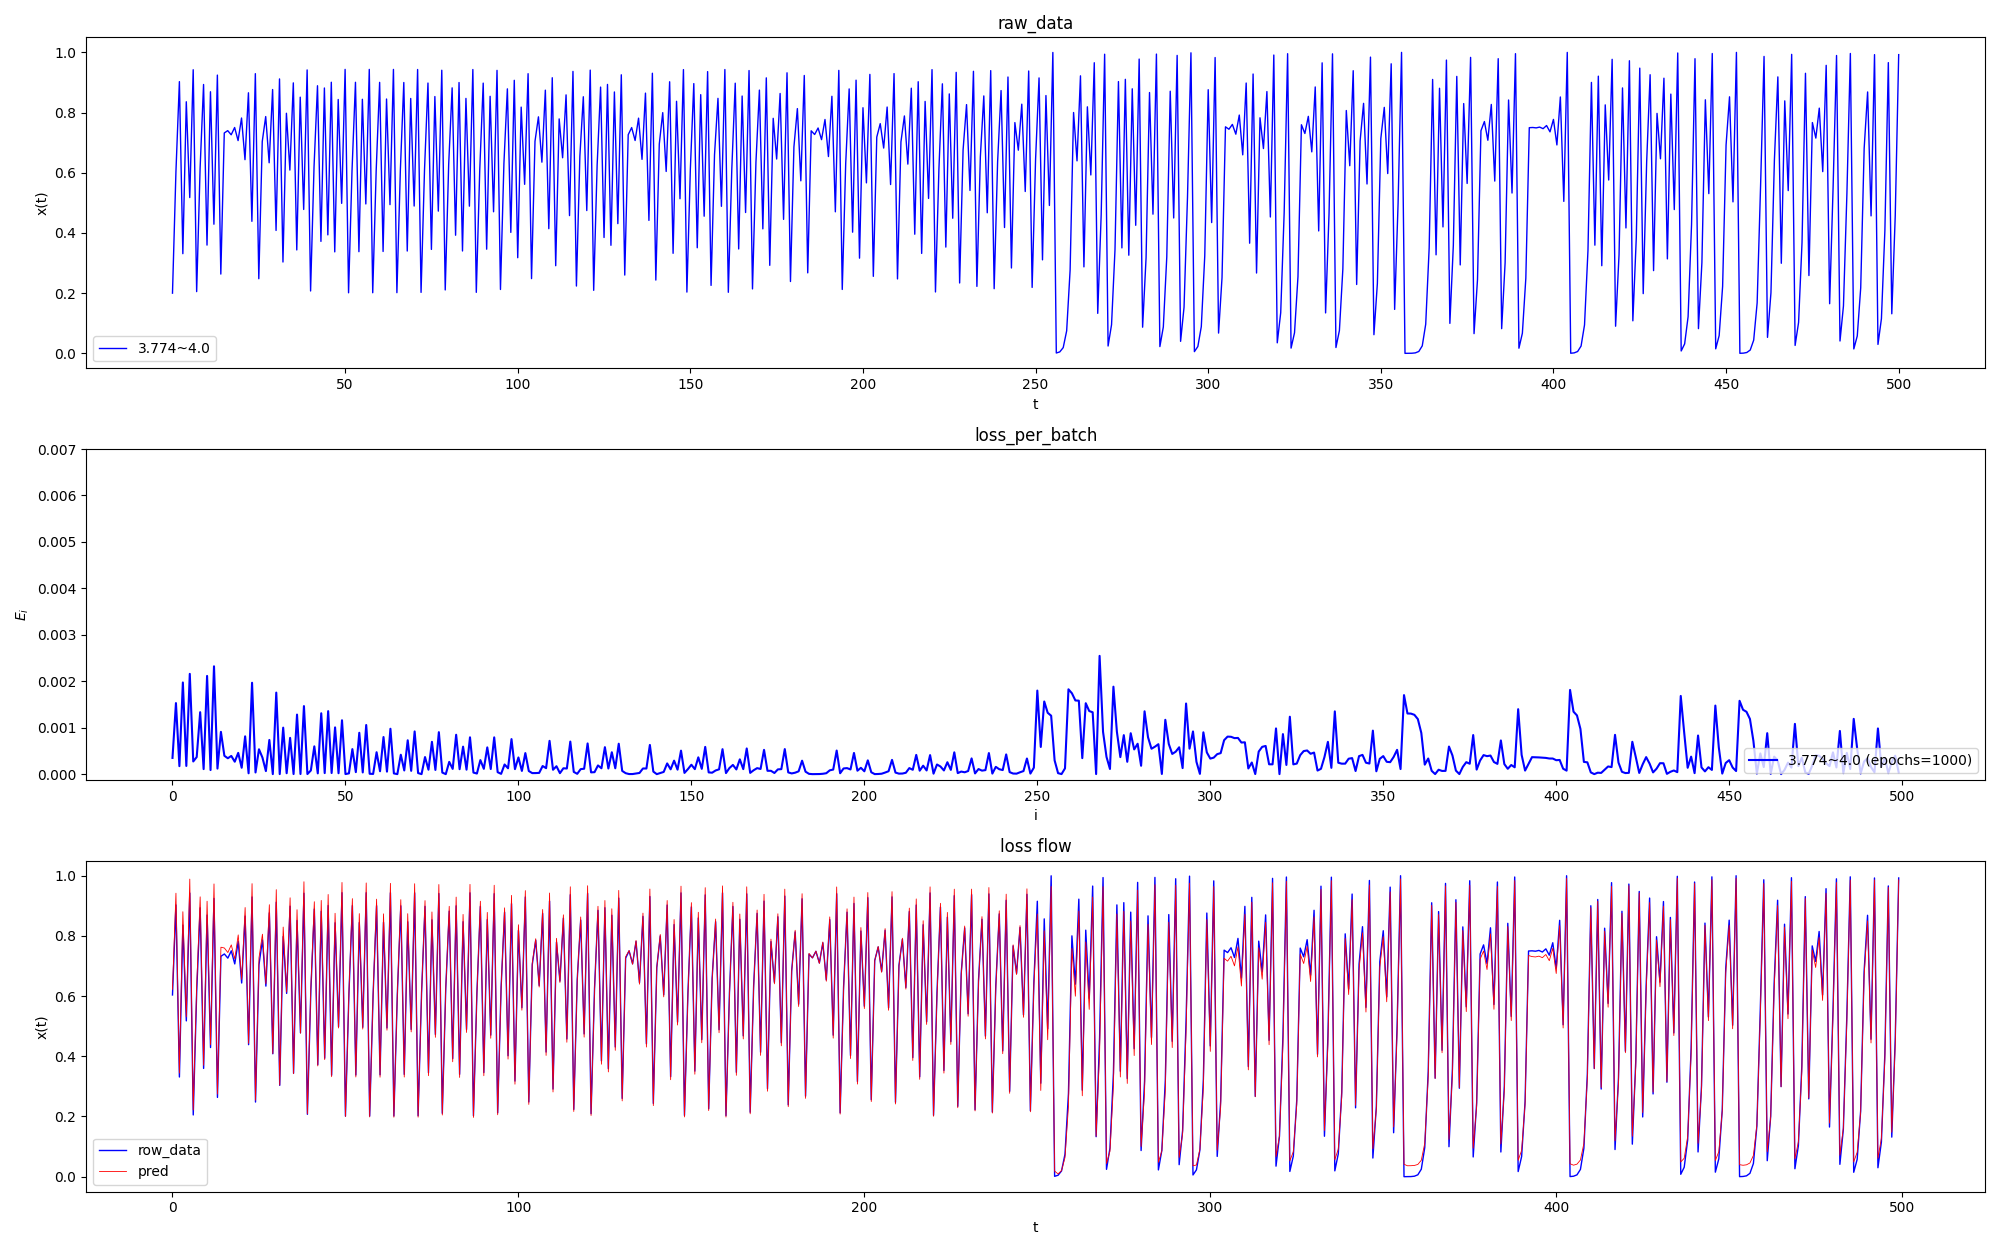 raw_data
1.0
0.8
0.6
0.4
0.2
0.0
x(t)
3.774~4.0
50 100 150 200 250 300 350 400 450 500
t
loss_per_batch
0.007
0.006
0.005
0.004
0.003
0.002
0.001
0.000
E_i
3.774~4.0 (epochs=1000)
0 50 100 150 200 250 300 350 400 450 500
i
loss flow
1.0
0.8
0.6
0.4
0.2
0.0
x(t)
row_data
pred
0 100 200 300 400 500
t